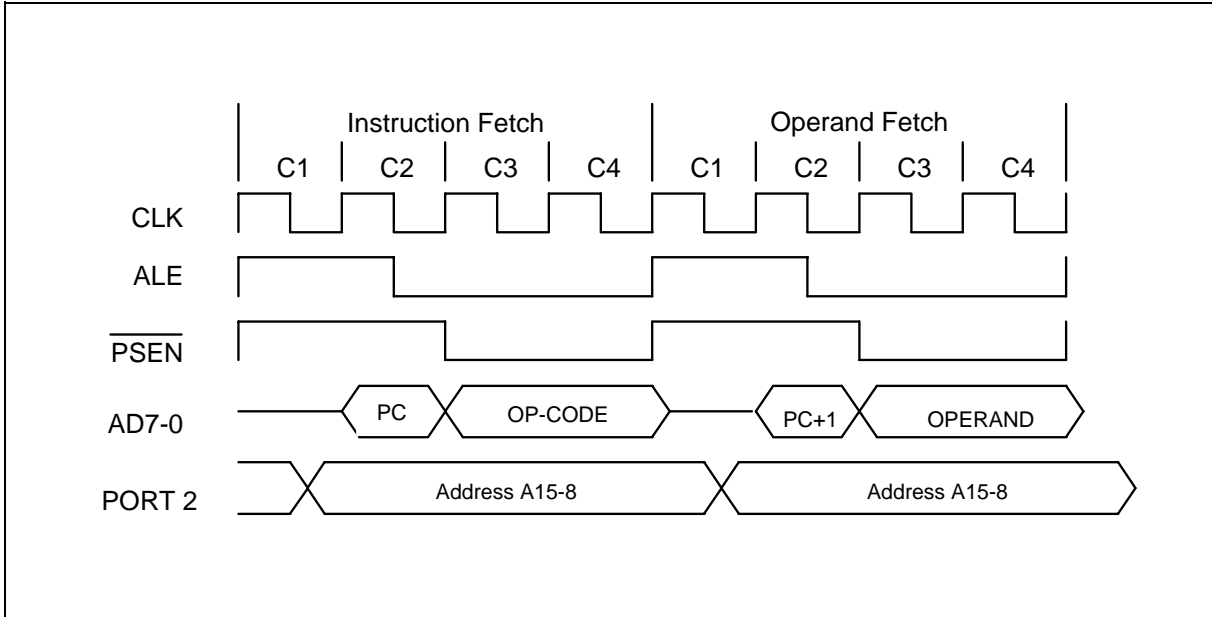 Instruction Fetch Operand Fetch
C1 C2 C3 C4 C1 C2 C3 C4
CLK
ALE
PSEN
AD7-0 PC OP-CODE PC+1 OPERAND
PORT 2 Address A15-8 Address A15-8